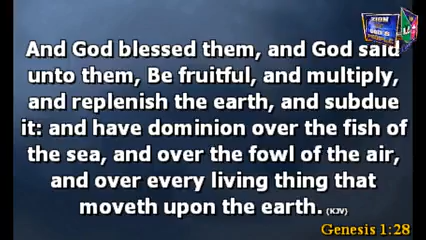 ZION
And God blessed them, and God said
unto them, Be fruitful, and multiply,
and replenish the earth, and subdue
it: and have dominion over the fish of
the sea, and over the fowl of the air,
and over every living thing that
moveth upon the earth. (KJV)
Genesis 1:28